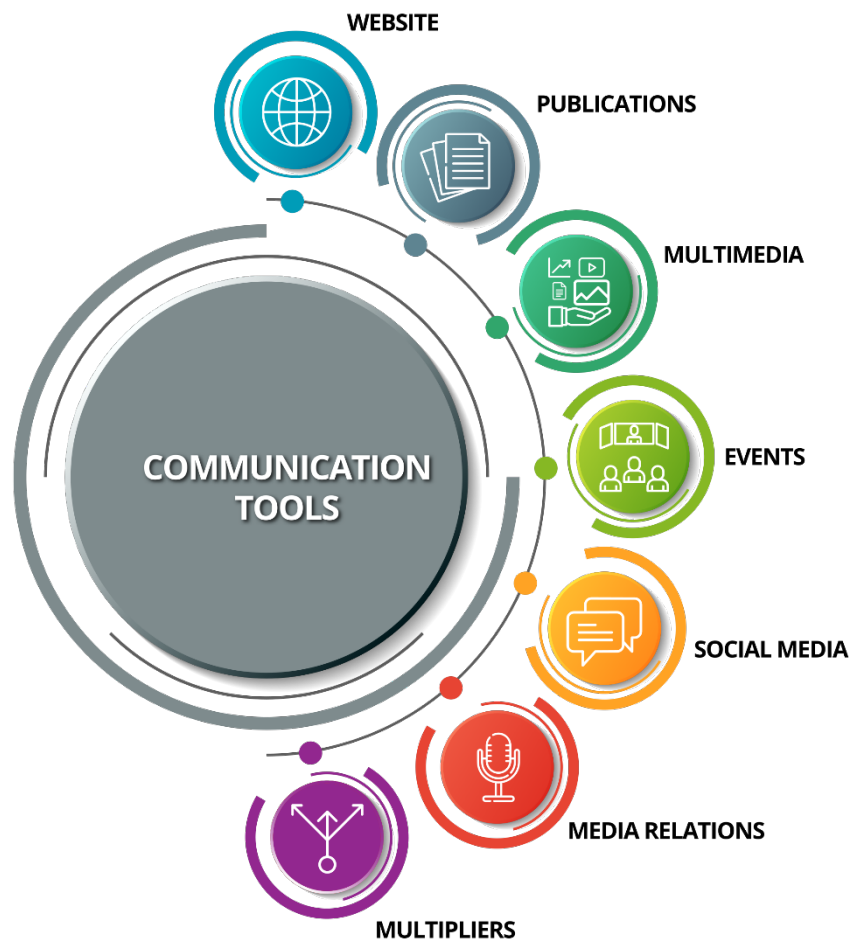 WEBSITE
PUBLICATIONS
MULTIMEDIA
EVENTS
COMMUNICATION
TOOLS
SOCIAL MEDIA
MEDIA RELATIONS
MULTIPLIERS